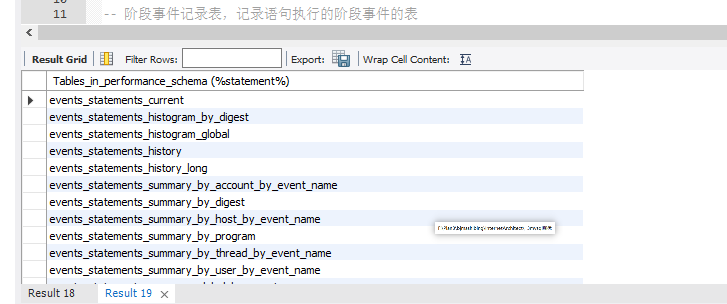 11 -- 阶段事件记录表，记录语句执行的阶段事件的表
Result Grid Filter Rows: Export: Wrap Cell Content:
Tables_in_performance_schema (%statement%)
events_statements_current
events_statements_histogram_by_digest
events_statements_histogram_global
events_statements_history
events_statements_history_long
events_statements_summary_by_account_by_event_name
events_statements_summary_by_digest
events_statements_summary_by_host_by_event_name
events_statements_summary_by_program
events_statements_summary_by_thread_by_event_name
events_statements_summary_by_user_by_event_name
Result 18 Result 19